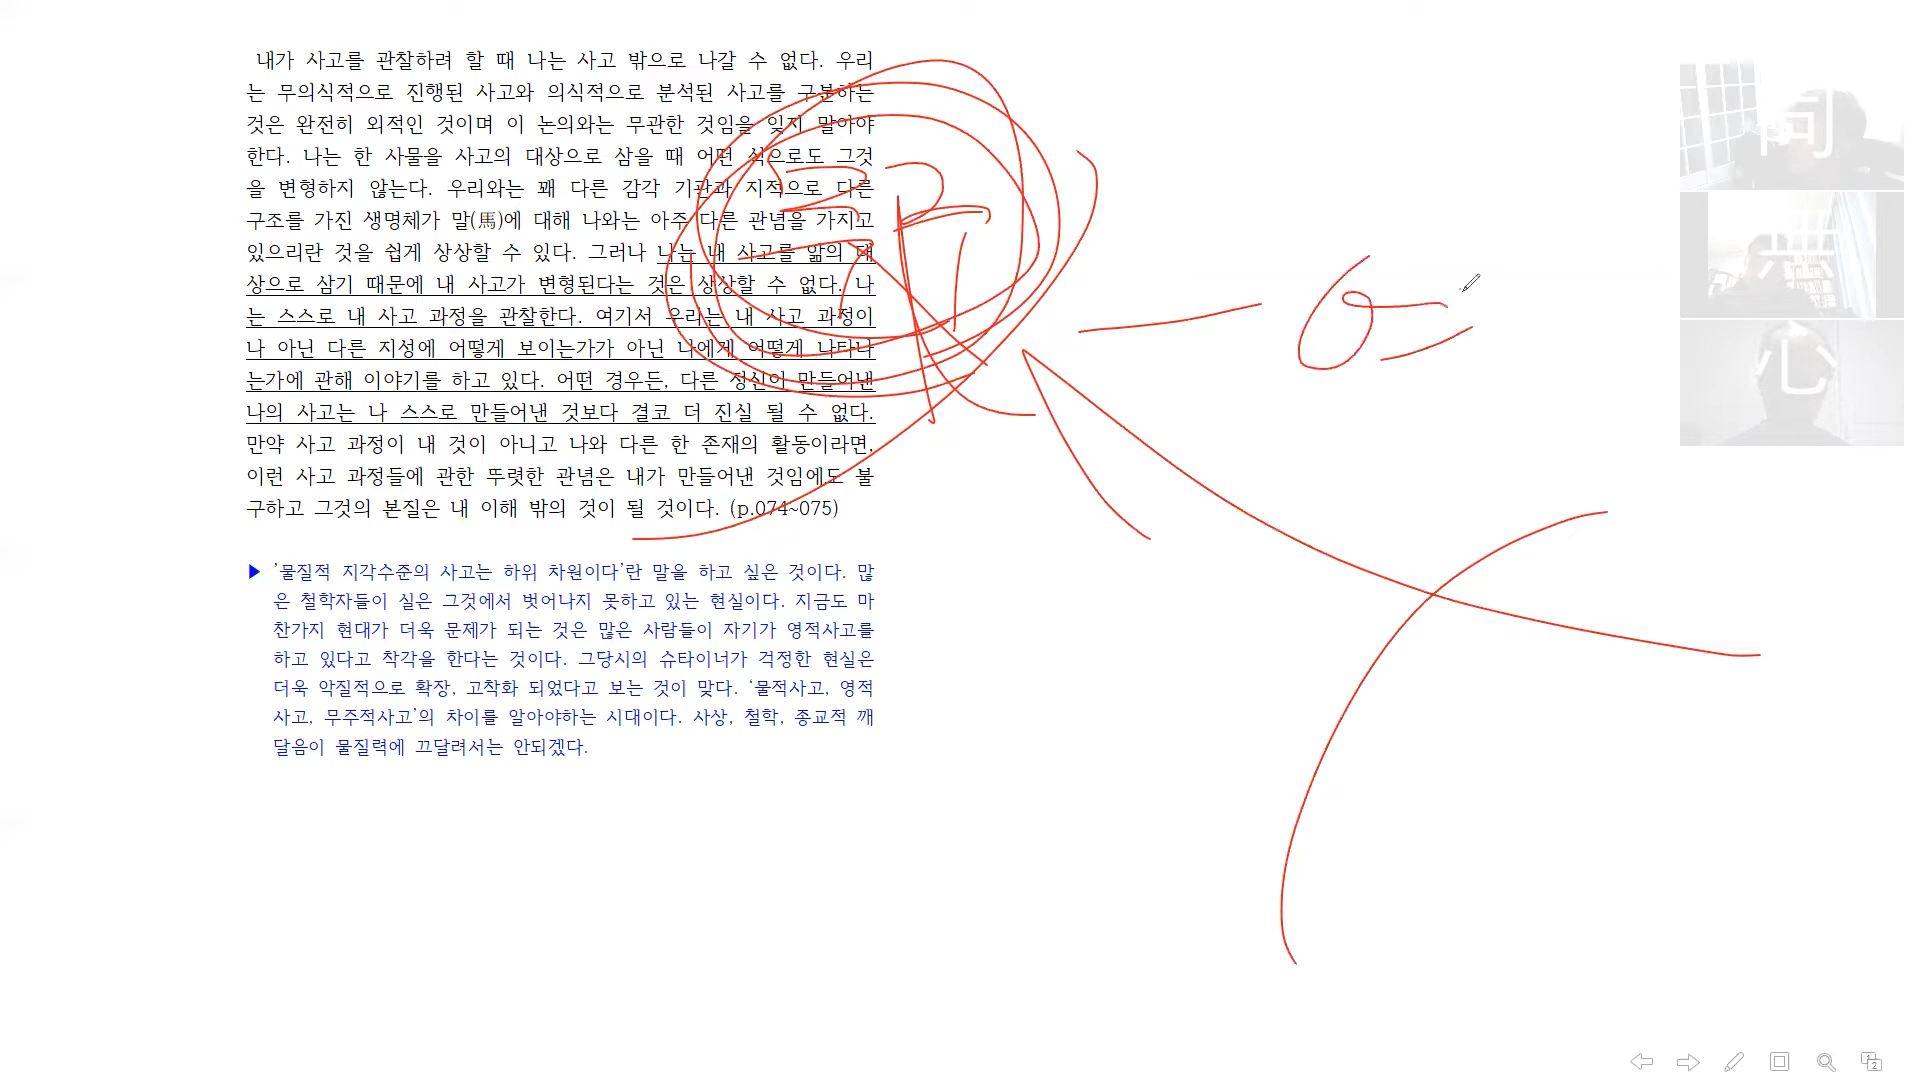 내가 사고를 관찰하려 할 때 나는 사고 밖으로 나갈 수 없다. 우리
는 무의식적으로 진행된 사고와 의식적으로 분석된 사고를 구분하는
것은 완전히 외적인 것이며 이 논의와는 무관한 것임을 잊지 말아야
한다. 나는 한 사물을 사고의 대상으로 삼을 때 어떤 식으로도 그것
을 변형하지 않는다. 우리와는 꽤 다른 감각 기관과 지적으로 다른
구조를 가진 생명체가 말(馬)에 대해 나와는 아주 다른 관념을 가지고
있으리란 것을 쉽게 상상할 수 있다. 그러나 나는 내 사고를 앎의 대
상으로 삼기 때문에 내 사고가 변형된다는 것은 상상할 수 없다. 나
는 스스로 내 사고 과정을 관찰한다. 여기서 우리는 내 사고 과정이
나 아닌 다른 지성에 어떻게 보이는가가 아닌 나에게 어떻게 나타나
는가에 관해 이야기를 하고 있다. 어떤 경우든, 다른 정신이 만들어낸
나의 사고는 나 스스로 만들어낸 것보다 결코 더 진실 될 수 없다.
만약 사고 과정이 내 것이 아니고 나와 다른 한 존재의 활동이라면,
이런 사고 과정들에 관한 뚜렷한 관념은 내가 만들어낸 것임에도 불
구하고 그것의 본질은 내 이해 밖의 것이 될 것이다. (p.074~075)
▶ '물질적 지각수준의 사고는 하위 차원이다'란 말을 하고 싶은 것이다. 많
은 철학자들이 실은 그것에서 벗어나지 못하고 있는 현실이다. 지금도 마
찬가지 현대가 더욱 문제가 되는 것은 많은 사람들이 자기가 영적사고를
하고 있다고 착각을 한다는 것이다. 그당시의 슈타이너가 걱정한 현실은
더욱 악질적으로 확장, 고착화 되었다고 보는 것이 맞다. '물적사고, 영적
사고, 우주적사고'의 차이를 알아야하는 시대이다. 사상, 철학, 종교적 깨
달음이 물질력에 끄달려서는 안되겠다.
心